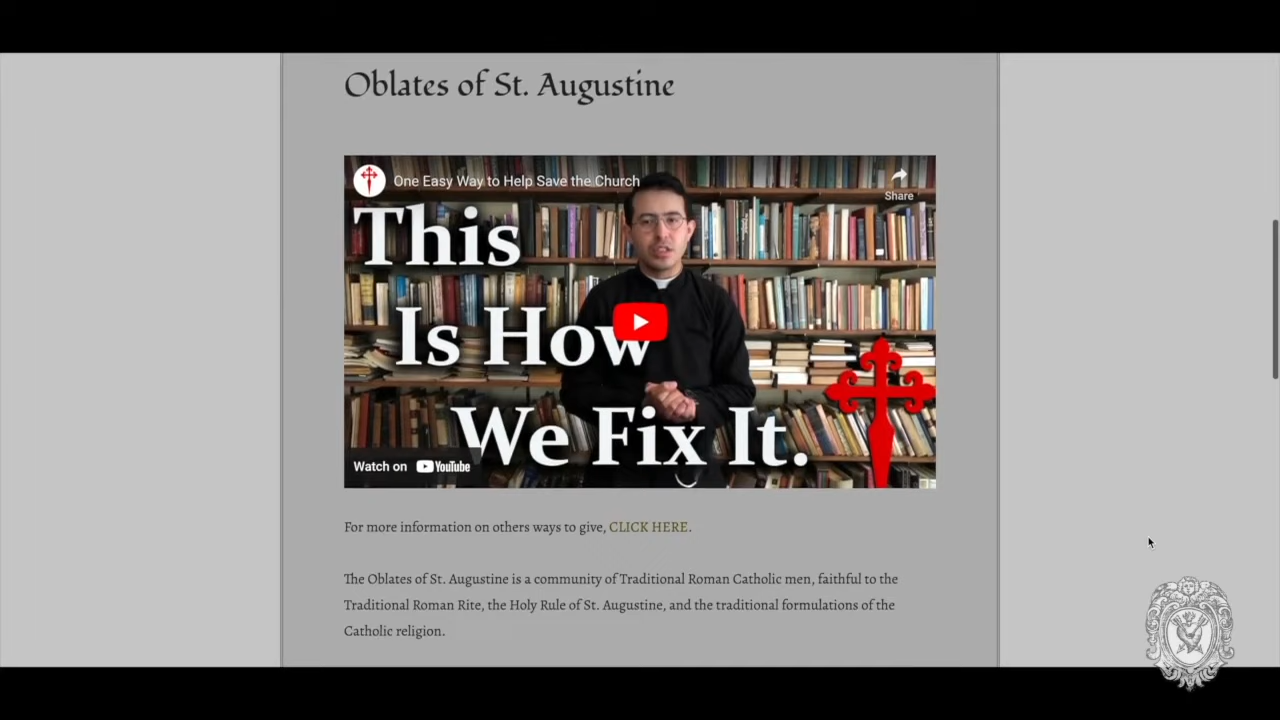 Oblates of St. Augustine
One Easy Way to Help Save the Church
Share
This
Is How
We Fix It.
Watch on YouTube
For more information on others ways to give, CLICK HERE.
The Oblates of St. Augustine is a community of Traditional Roman Catholic men, faithful to the
Traditional Roman Rite, the Holy Rule of St. Augustine, and the traditional formulations of the
Catholic religion.